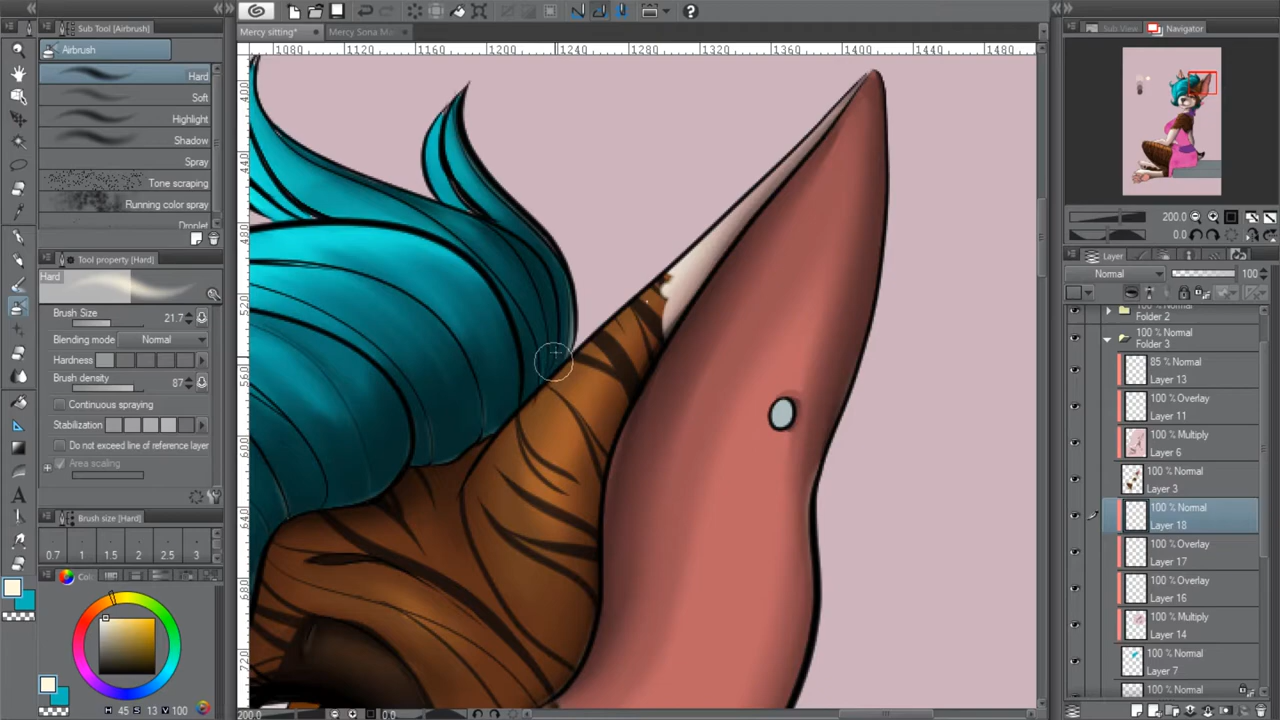 Sub Tool [Airbrush]
Airbrush
Hard
Soft
Highlight
Shadow
Spray
Tone scraping
Running color spray
Droplet
Tool property [Hard]
Hard
Brush Size 21.7
Blending mode Normal
Hardness
Brush density 87
Continuous spraying
Stabilization
Do not exceed line of reference layer
Area scaling
Brush size [Hard]
0.7 1 1.5 2 2.5 3
H 45 S 13 V 100
Mercy sitting*
Mercy Sona Ma
1080 1120 1160 1200 1240 1280 1320 1360 1400 1440 1480
400
440
480
520
560
600
640
680
720
200.0 0.0
Sub View Navigator
200.0
0.0
Layer
Normal 100
Folder 2
100 % Normal
Folder 3
85 % Normal
Layer 13
100 % Overlay
Layer 11
100 % Multiply
Layer 6
100 % Normal
Layer 3
100 % Normal
Layer 18
100 % Overlay
Layer 17
100 % Overlay
Layer 16
100 % Multiply
Layer 14
100 % Normal
Layer 7
100 % Normal